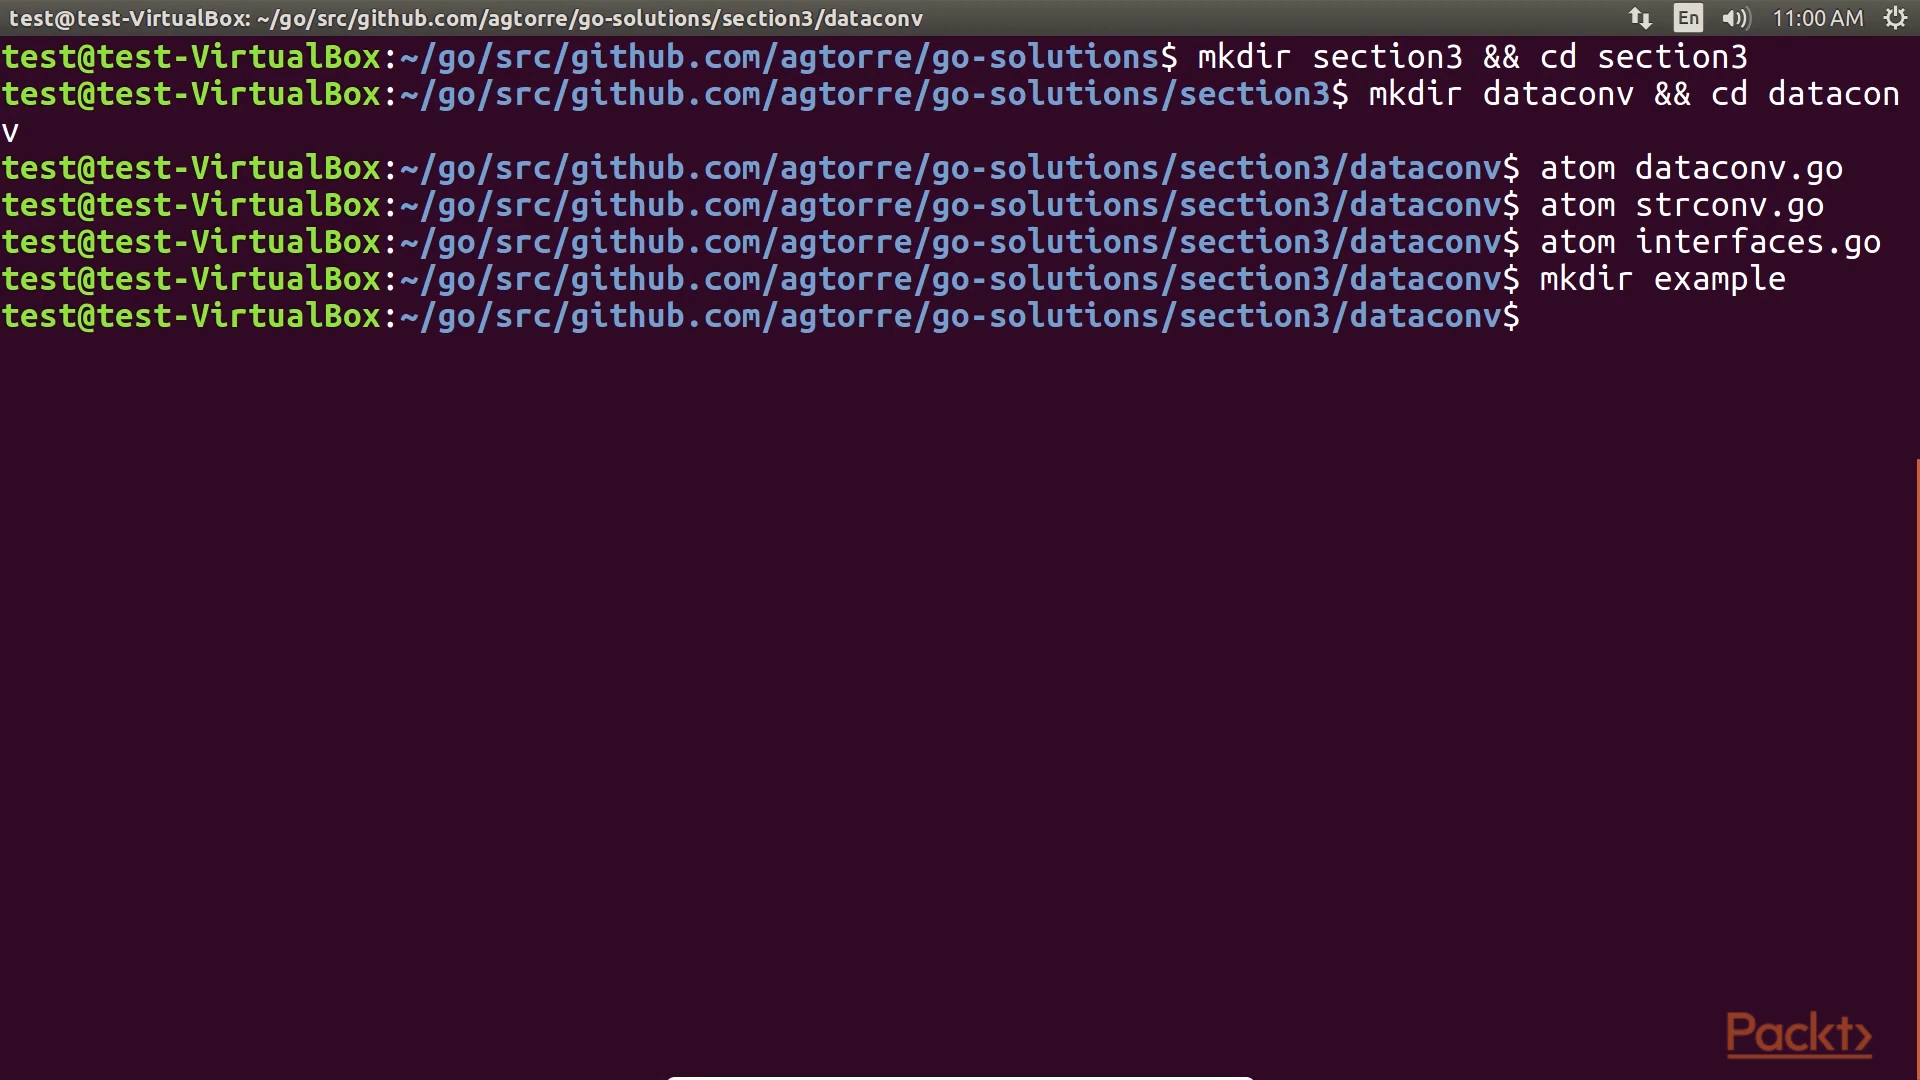 test@test-VirtualBox: ~/go/src/github.com/agtorre/go-solutions/section3/dataconv
En
11:00 AM
test@test-VirtualBox:~/go/src/github.com/agtorre/go-solutions$ mkdir section3 && cd section3
test@test-VirtualBox:~/go/src/github.com/agtorre/go-solutions/section3$ mkdir dataconv && cd datacon
v
test@test-VirtualBox:~/go/src/github.com/agtorre/go-solutions/section3/dataconv$ atom dataconv.go
test@test-VirtualBox:~/go/src/github.com/agtorre/go-solutions/section3/dataconv$ atom strconv.go
test@test-VirtualBox:~/go/src/github.com/agtorre/go-solutions/section3/dataconv$ atom interfaces.go
test@test-VirtualBox:~/go/src/github.com/agtorre/go-solutions/section3/dataconv$ mkdir example
test@test-VirtualBox:~/go/src/github.com/agtorre/go-solutions/section3/dataconv$
Packt>